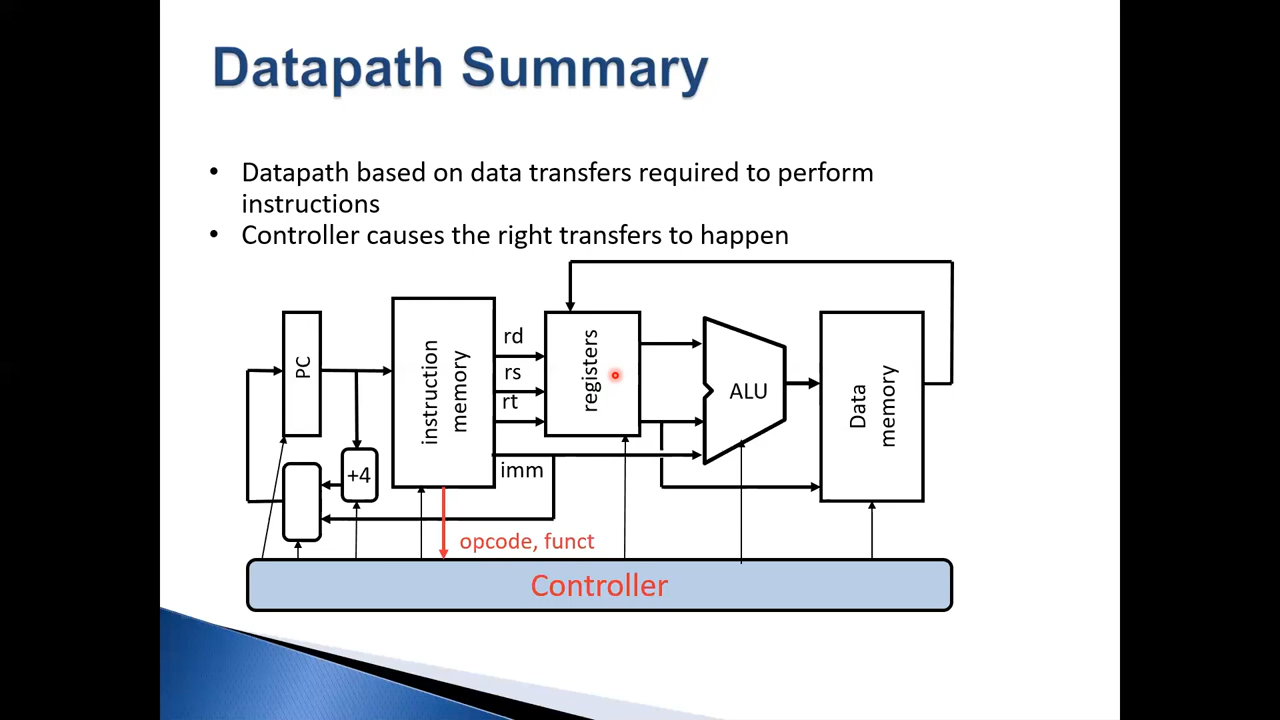 Datapath Summary
• Datapath based on data transfers required to perform
instructions
• Controller causes the right transfers to happen
PC
+4
instruction
memory
rd
rs
rt
imm
registers
ALU
Data
memory
opcode, funct
Controller